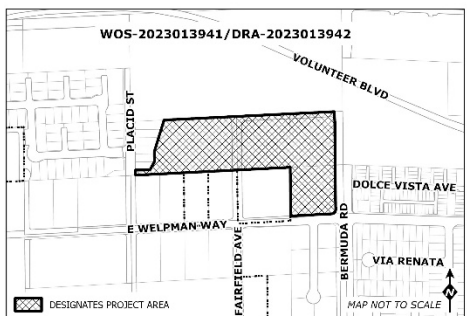 WOS-2023013941/DRA-2023013942
VOLUNTEER BLVD
PLACID ST
DOLCE VISTA AVE
E WELPMAN WAY
FAIRFIELD AVE
BERMUDA RD
VIA RENATA
DESIGNATES PROJECT AREA
MAP NOT TO SCALE
N